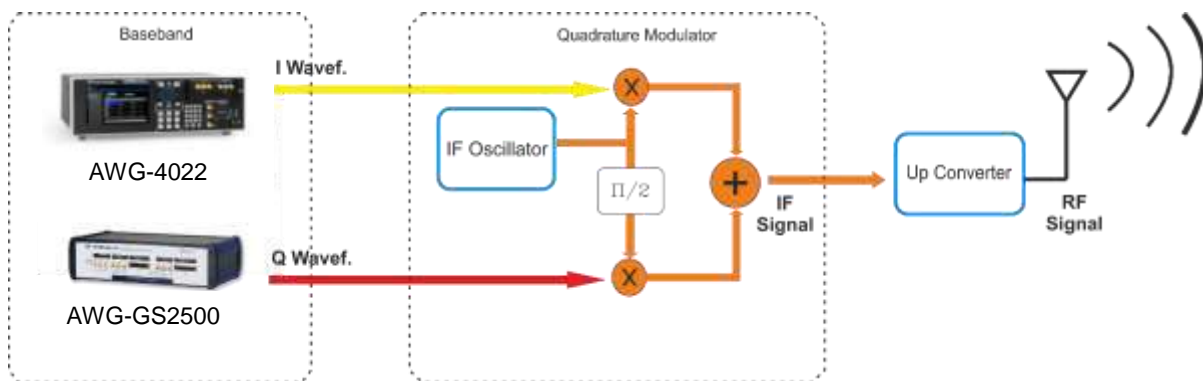 Baseband
Quadrature Modulator
I Wavef.
X
IF Oscillator
AWG-4022
Π/2
+
Up Converter
IF
Signal
RF
Signal
Q Wavef.
X
AWG-GS2500